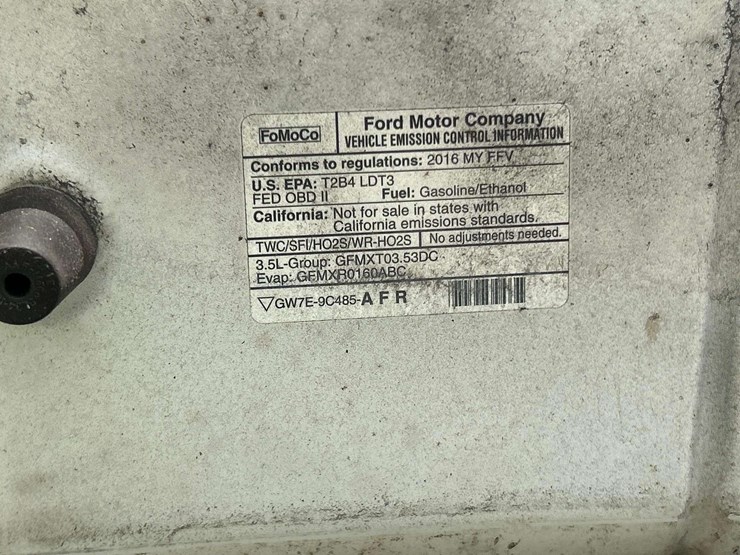 FoMoCo
Ford Motor Company
VEHICLE EMISSION CONTROL INFORMATION
Conforms to regulations: 2016 MY FFV
U.S. EPA: T2B4 LDT3
FED OBD II Fuel: Gasoline/Ethanol
California: Not for sale in states with
California emissions standards.
TWC/SFI/HO2S/WR-HO2S No adjustments needed.
3.5L-Group: GFMXT03.53DC
Evap: GFMXR0160ABC
▽GW7E-9C485-A F R